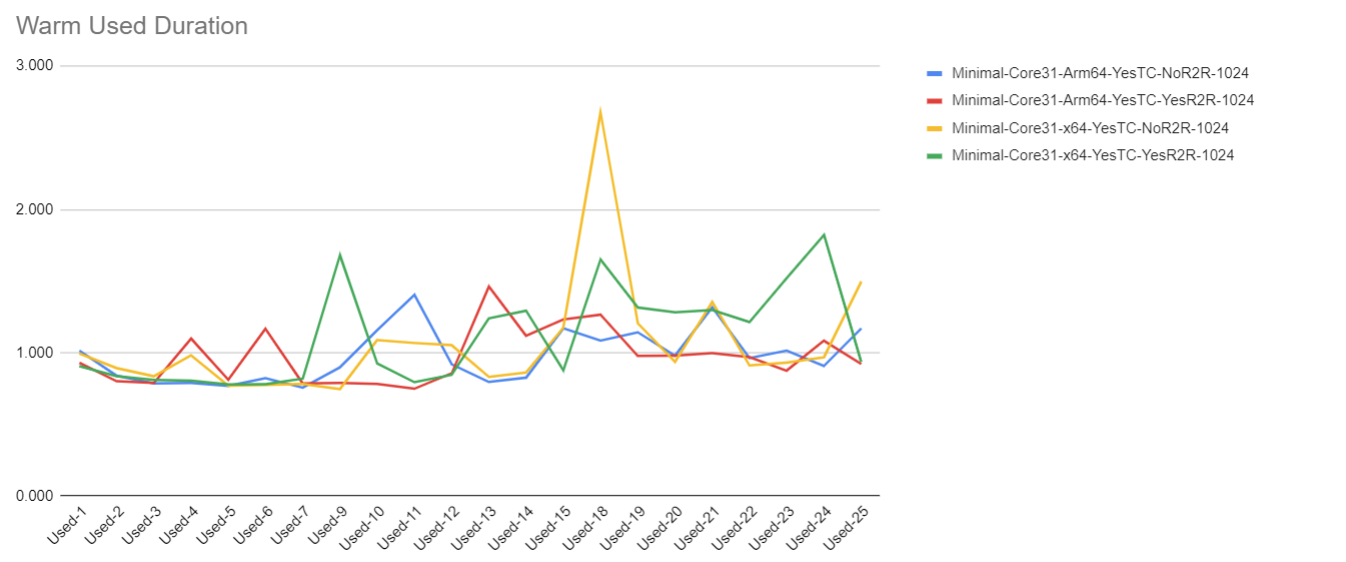 Warm Used Duration
3.000
2.000
1.000
0.000
Minimal-Core31-Arm64-YesTC-NoR2R-1024
Minimal-Core31-Arm64-YesTC-YesR2R-1024
Minimal-Core31-x64-YesTC-NoR2R-1024
Minimal-Core31-x64-YesTC-YesR2R-1024
Used-1
Used-2
Used-3
Used-4
Used-5
Used-6
Used-7
Used-9
Used-10
Used-11
Used-12
Used-13
Used-14
Used-15
Used-18
Used-19
Used-20
Used-21
Used-22
Used-23
Used-24
Used-25